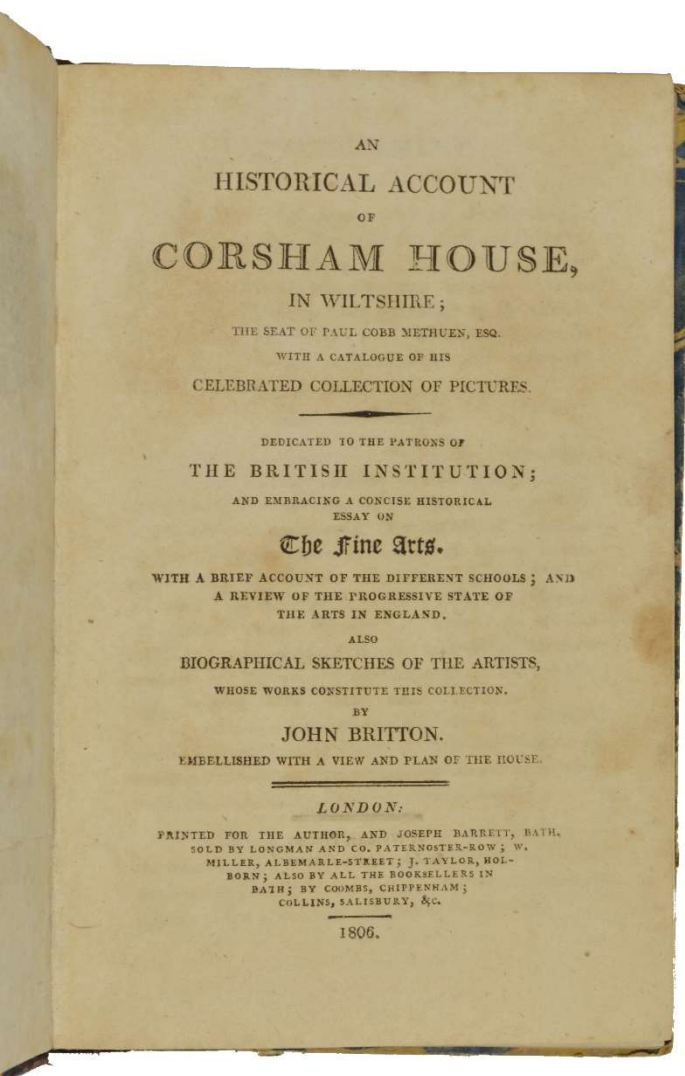 AN
HISTORICAL ACCOUNT
OF
CORSHAM HOUSE,
IN WILTSHIRE;
THE SEAT OF PAUL COBB METHUEN, ESQ.
WITH A CATALOGUE OF HIS
CELEBRATED COLLECTION OF PICTURES.
DEDICATED TO THE PATRONS OF
THE BRITISH INSTITUTION;
AND EMBRACING A CONCISE HISTORICAL
ESSAY ON
The Fine Arts.
WITH A BRIEF ACCOUNT OF THE DIFFERENT SCHOOLS; AND
A REVIEW OF THE PROGRESSIVE STATE OF
THE ARTS IN ENGLAND.
ALSO
BIOGRAPHICAL SKETCHES OF THE ARTISTS,
WHOSE WORKS CONSTITUTE THIS COLLECTION.
BY
JOHN BRITTON.
EMBELLISHED WITH A VIEW AND PLAN OF THE HOUSE.
LONDON:
PRINTED FOR THE AUTHOR, AND JOSEPH BARRETT, BATH.
SOLD BY LONGMAN AND CO. PATERNOSTER-ROW; W.
MILLER, ALBEMARLE-STREET; J. TAYLOR, HOL-
BORN; ALSO BY ALL THE BOOKSELLERS IN
BATH; BY COOMBS, CHIPPENHAM;
COLLINS, SALISBURY, &c.
1806.